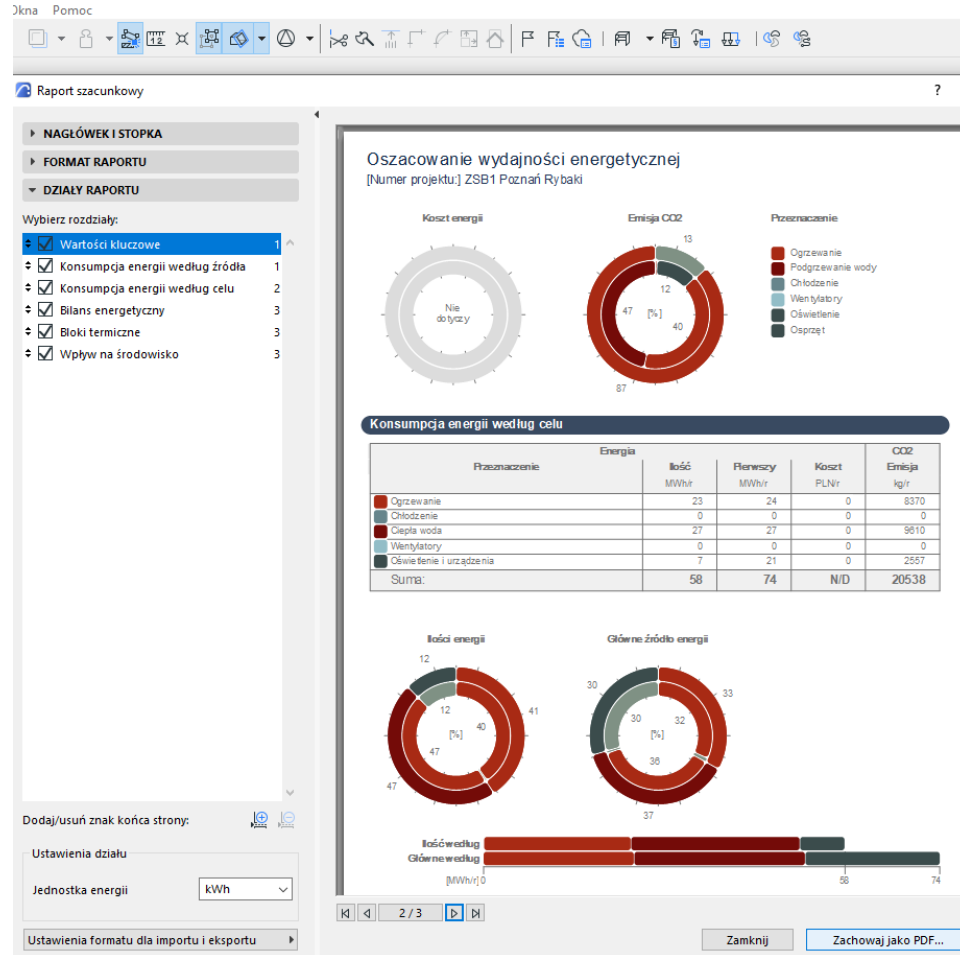 Okna Pomoc
Raport szacunkowy ?
NAGŁÓWEK I STOPKA
FORMAT RAPORTU
DZIAŁY RAPORTU
Wybierz rozdziały:
Wartości kluczowe 1
Konsumpcja energii według źródła 1
Konsumpcja energii według celu 2
Bilans energetyczny 3
Bloki termiczne 3
Wpływ na środowisko 3
Dodaj/usuń znak końca strony:
Ustawienia działu
Jednostka energii kWh
Ustawienia formatu dla importu i eksportu
Oszacowanie wydajności energetycznej
[Numer projektu:] ZSB1 Poznań Rybaki
Koszt energii Emisja CO2 Przeznaczenie
Nie
dotyczy
13
12
47 [%]
40
87
Ogrzewanie
Podgrzewanie wody
Chłodzenie
Wentylatory
Oświetlenie
Osprzęt
Konsumpcja energii według celu
Energia CO2
Przeznaczenie Ilość Pierwszy Koszt Emisja
MWh/r MWh/r PLN/r kg/r
Ogrzewanie 23 24 0 8370
Chłodzenie 0 0 0 0
Ciepła woda 27 27 0 9610
Wentylatory 0 0 0 0
Oświetlenie i urządzenia 7 21 0 2557
Suma: 58 74 N/D 20538
Ilości energii Główne źródło energii
12
12
41
40
[%]
47
47
30
33
30 32
[%]
36
37
Ilość według
Główne według
[MWh/r] 0 58 74
2 / 3
Zamknij Zachowaj jako PDF...